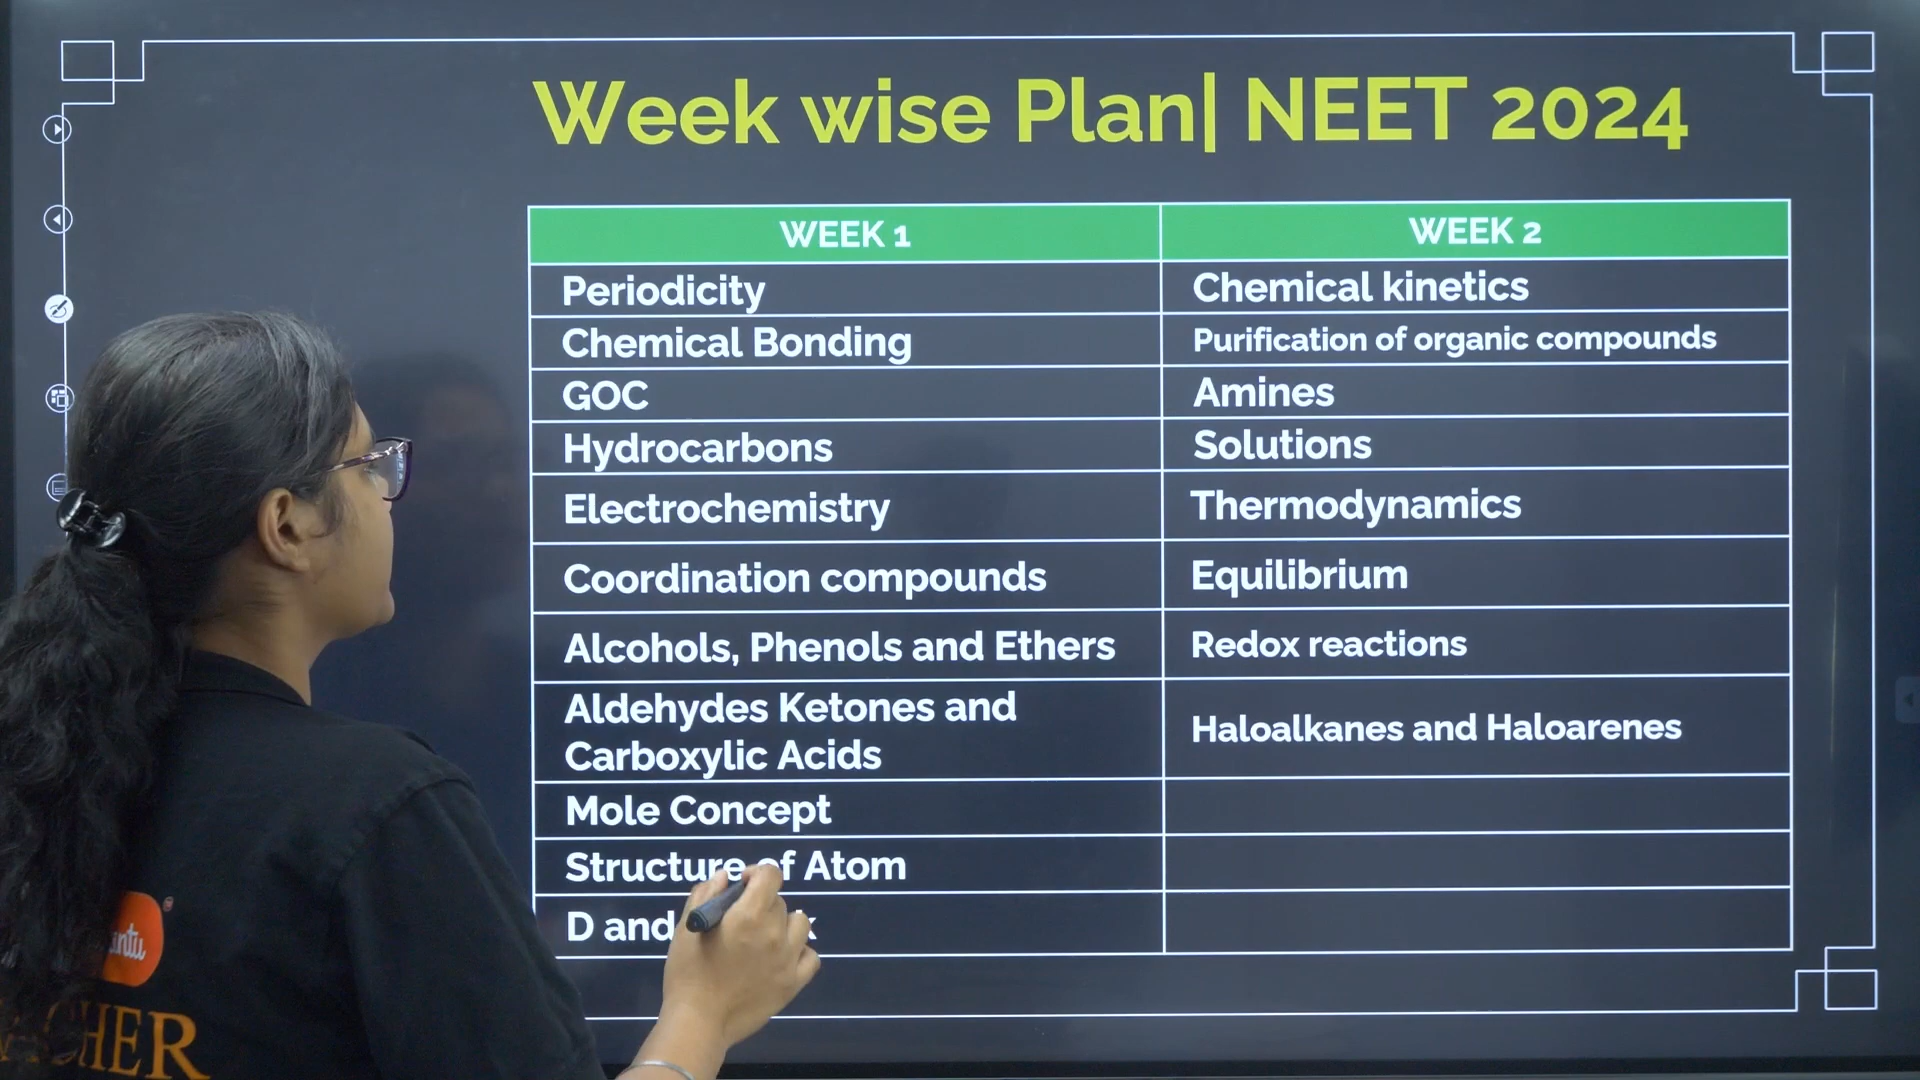 Week wise Plan| NEET 2024
WEEK 1
WEEK 2
Periodicity
Chemical kinetics
Chemical Bonding
Purification of organic compounds
GOC
Amines
Hydrocarbons
Solutions
Electrochemistry
Thermodynamics
Coordination compounds
Equilibrium
Alcohols, Phenols and Ethers
Redox reactions
Aldehydes Ketones and
Carboxylic Acids
Haloalkanes and Haloarenes
Mole Concept
Structure of Atom
D and